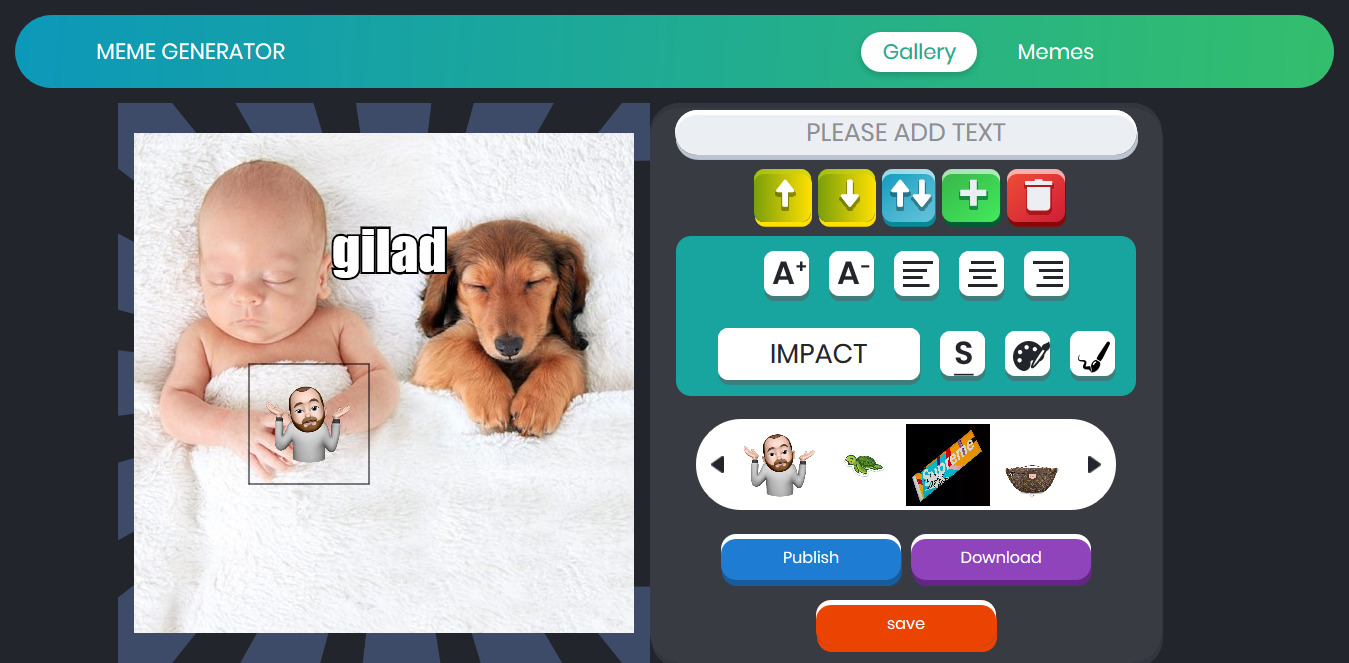 MEME GENERATOR
Gallery
Memes
PLEASE ADD TEXT
gilad
A+
A-
IMPACT
S
Supreme
Publish
Download
save